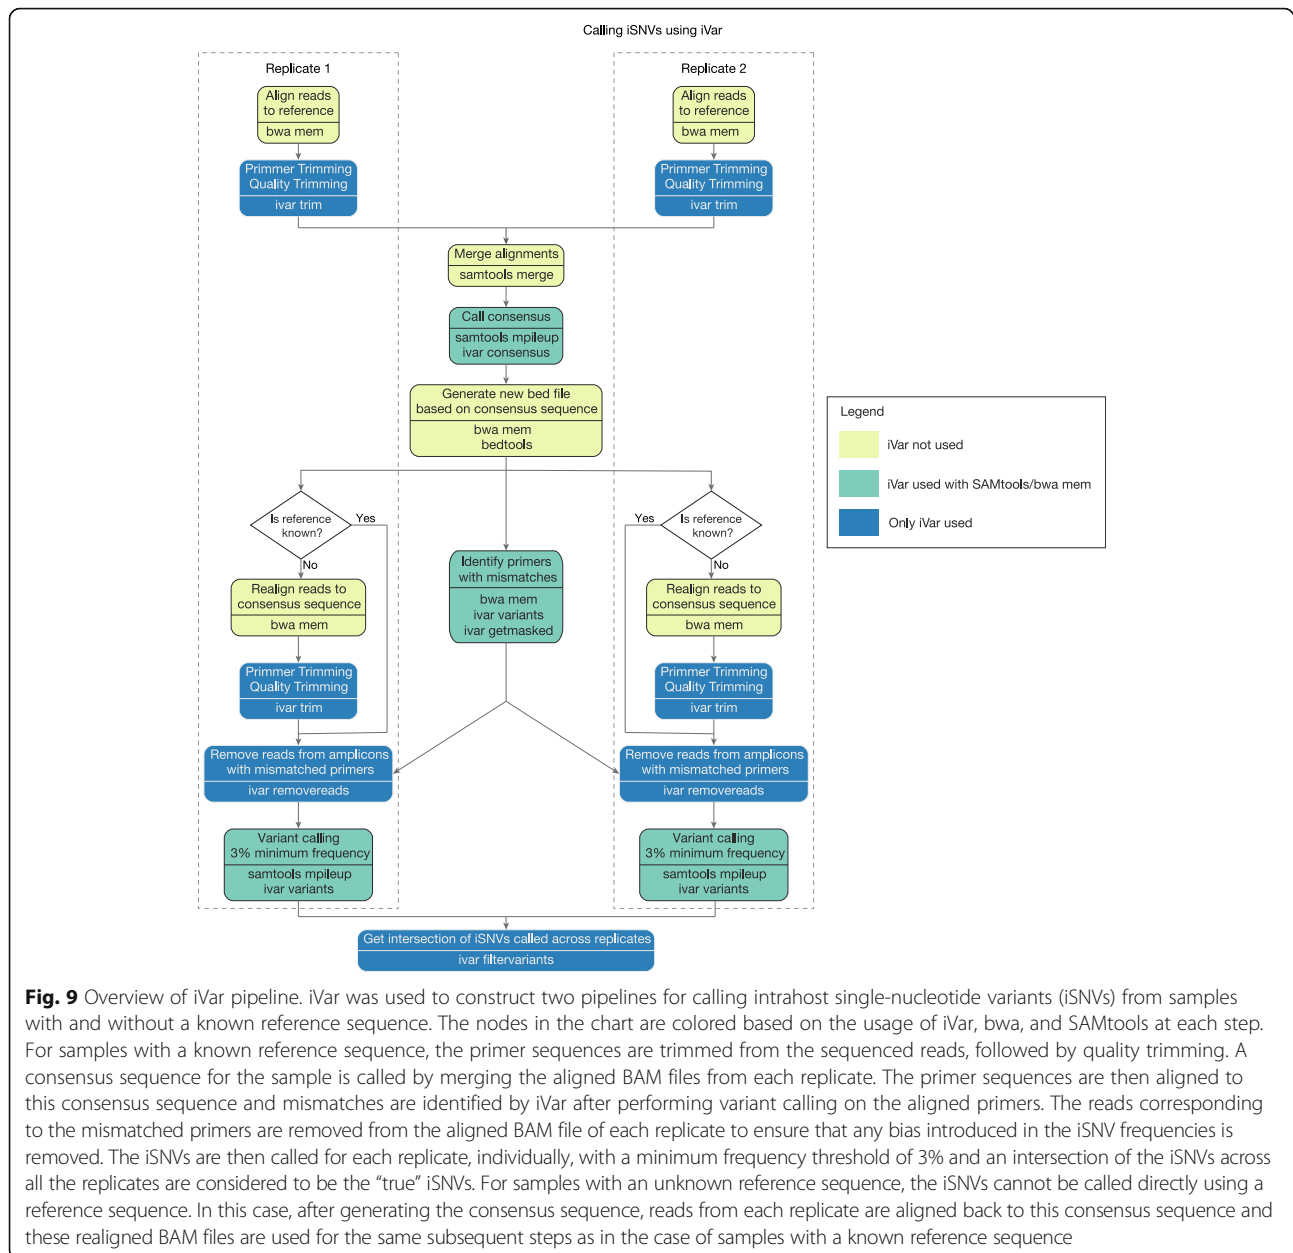 Calling iSNVs using iVar
Replicate 1
Replicate 2
Align reads
to reference
bwa mem
Align reads
to reference
bwa mem
Primmer Trimming
Quality Trimming
ivar trim
Primmer Trimming
Quality Trimming
ivar trim
Merge alignments
samtools merge
Call consensus
samtools mpileup
ivar consensus
Generate new bed file
based on consensus sequence
bwa mem
bedtools
Legend
iVar not used
iVar used with SAMtools/bwa mem
Only iVar used
Is reference
known?
Yes
No
Yes
Is reference
known?
No
Identify primers
with mismatches
bwa mem
ivar variants
ivar getmasked
Realign reads to
consensus sequence
bwa mem
Realign reads to
consensus sequence
bwa mem
Primmer Trimming
Quality Trimming
ivar trim
Primmer Trimming
Quality Trimming
ivar trim
Remove reads from amplicons
with mismatched primers
ivar removereads
Remove reads from amplicons
with mismatched primers
ivar removereads
Variant calling
3% minimum frequency
samtools mpileup
ivar variants
Variant calling
3% minimum frequency
samtools mpileup
ivar variants
Get intersection of iSNVs called across replicates
ivar filtervariants
Fig. 9 Overview of iVar pipeline. iVar was used to construct two pipelines for calling intrahost single-nucleotide variants (iSNVs) from samples
with and without a known reference sequence. The nodes in the chart are colored based on the usage of iVar, bwa, and SAMtools at each step.
For samples with a known reference sequence, the primer sequences are trimmed from the sequenced reads, followed by quality trimming. A
consensus sequence for the sample is called by merging the aligned BAM files from each replicate. The primer sequences are then aligned to
this consensus sequence and mismatches are identified by iVar after performing variant calling on the aligned primers. The reads corresponding
to the mismatched primers are removed from the aligned BAM file of each replicate to ensure that any bias introduced in the iSNV frequencies is
removed. The iSNVs are then called for each replicate, individually, with a minimum frequency threshold of 3% and an intersection of the iSNVs across
all the replicates are considered to be the “true” iSNVs. For samples with an unknown reference sequence, the iSNVs cannot be called directly using a
reference sequence. In this case, after generating the consensus sequence, reads from each replicate are aligned back to this consensus sequence and
these realigned BAM files are used for the same subsequent steps as in the case of samples with a known reference sequence